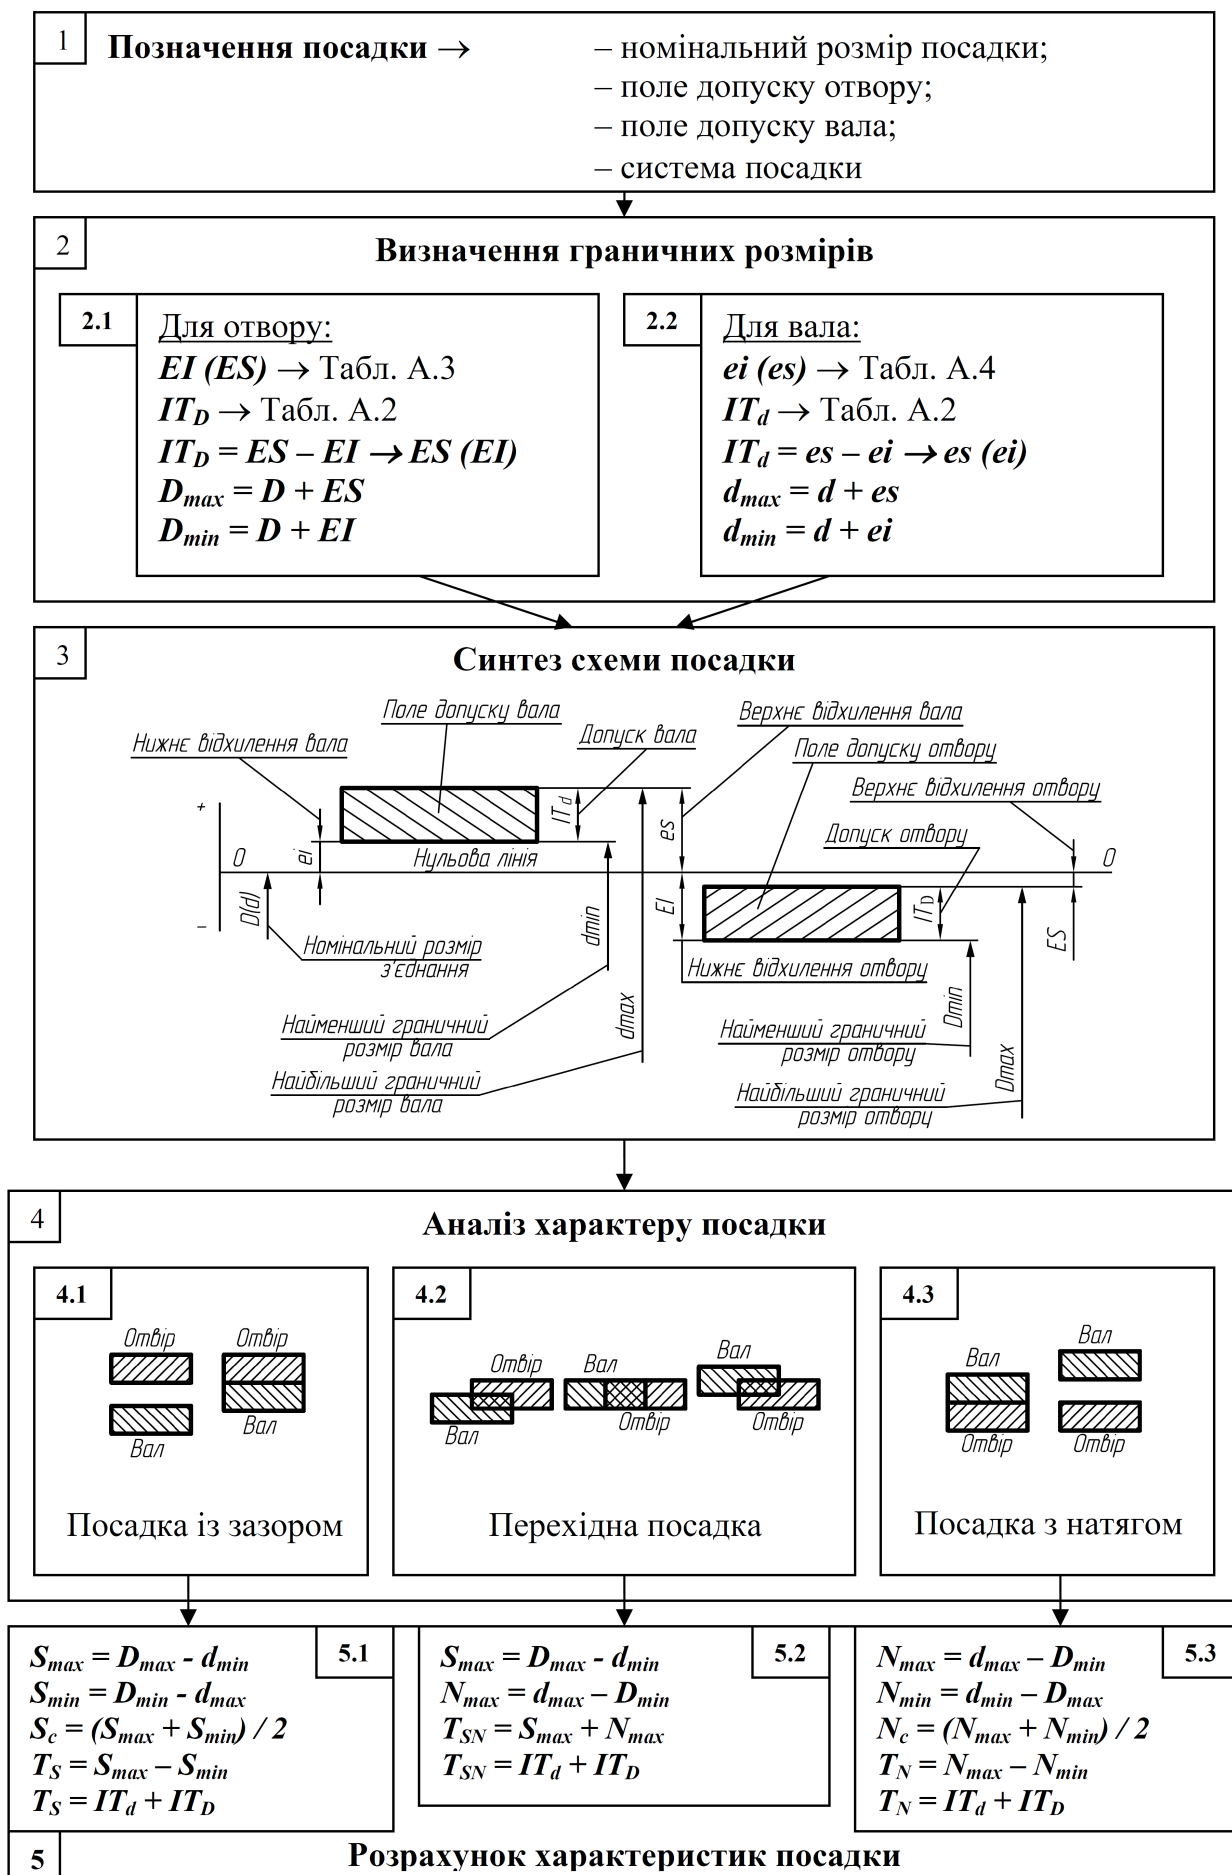 1
Позначення посадки →
– номінальний розмір посадки;
– поле допуску отвору;
– поле допуску вала;
– система посадки
2
Визначення граничних розмірів
2.1
Для отвору:
EI (ES) → Табл. А.3
IT_D → Табл. А.2
IT_D = ES – EI → ES (EI)
D_max = D + ES
D_min = D + EI
2.2
Для вала:
ei (es) → Табл. А.4
IT_d → Табл. А.2
IT_d = es – ei → es (ei)
d_max = d + es
d_min = d + ei
3
Синтез схеми посадки
Поле допуску вала
Верхнє відхилення вала
Нижнє відхилення вала
Допуск вала
Поле допуску отвору
Верхнє відхилення отвору
Допуск отвору
+
0
–
ei
Нульова лінія
IT_d
es
0
D(d)
dmin
EI
IT_D
ES
Номінальний розмір
з'єднання
Нижнє відхилення отвору
dmax
Dmin
Dmax
Найменший граничний
розмір вала
Найменший граничний
розмір отвору
Найбільший граничний
розмір вала
Найбільший граничний
розмір отвору
4
Аналіз характеру посадки
4.1
Отвір
Отвір
Вал
Вал
Посадка із зазором
4.2
Отвір
Вал
Вал
Вал
Отвір
Отвір
Перехідна посадка
4.3
Вал
Вал
Отвір
Отвір
Посадка з натягом
5.1
S_max = D_max - d_min
S_min = D_min - d_max
S_c = (S_max + S_min) / 2
T_S = S_max – S_min
T_S = IT_d + IT_D
5.2
S_max = D_max - d_min
N_max = d_max – D_min
T_SN = S_max + N_max
T_SN = IT_d + IT_D
5.3
N_max = d_max – D_min
N_min = d_min – D_max
N_c = (N_max + N_min) / 2
T_N = N_max – N_min
T_N = IT_d + IT_D
5
Розрахунок характеристик посадки